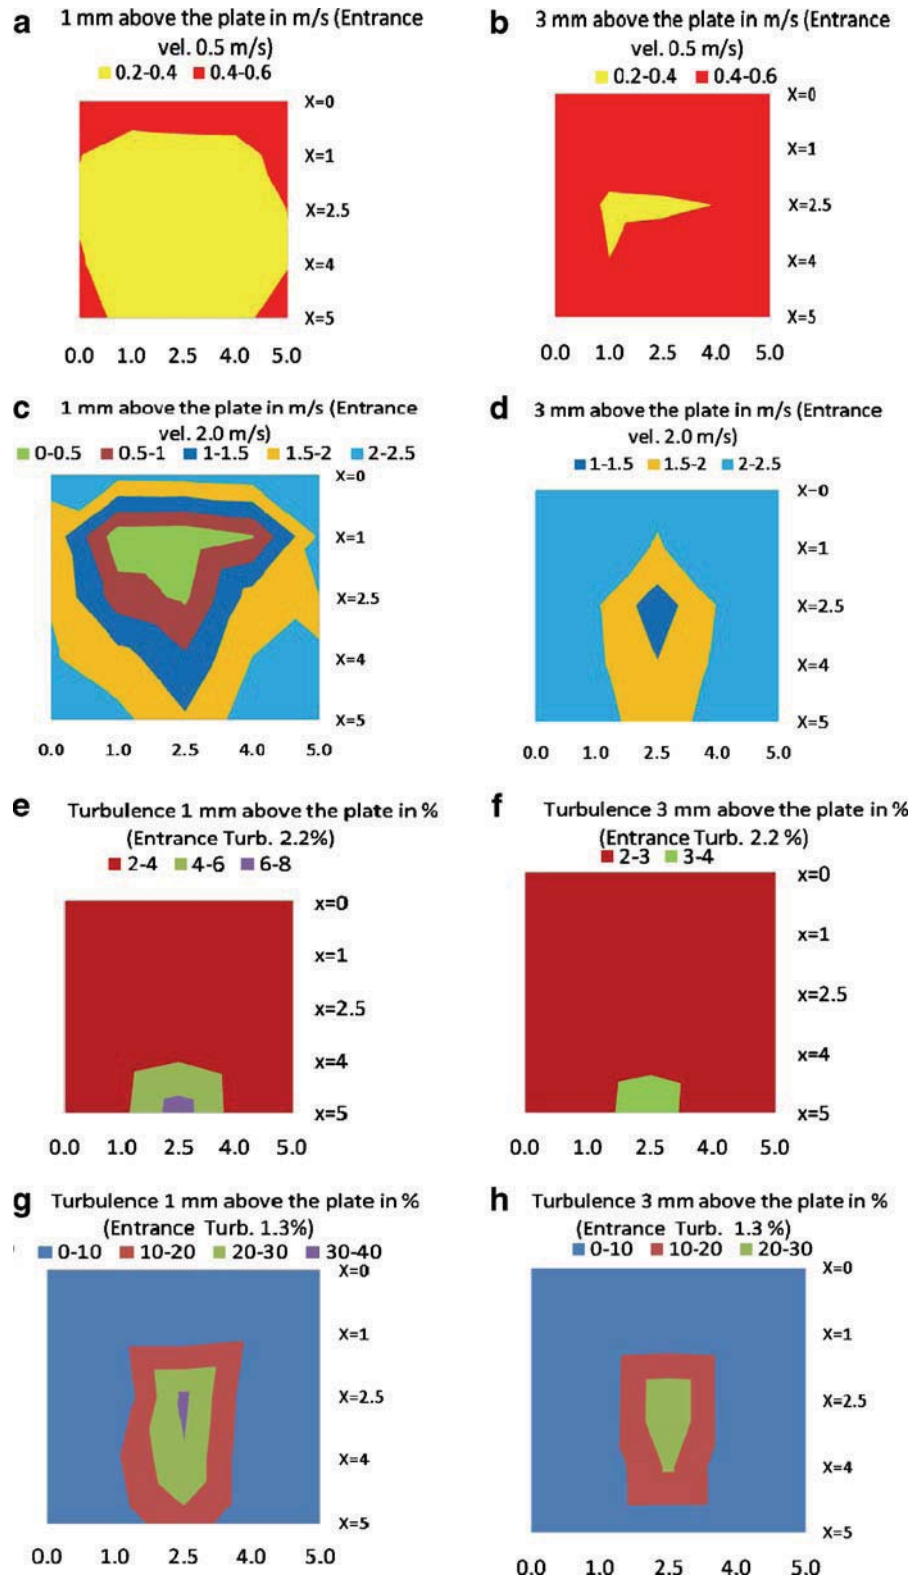 a 1 mm above the plate in m/s (Entrance
vel. 0.5 m/s)
0.2-0.4 0.4-0.6
X=0
X=1
X=2.5
X=4
X=5
0.0 1.0 2.5 4.0 5.0
b 3 mm above the plate in m/s (Entrance
vel. 0.5 m/s)
0.2-0.4 0.4-0.6
X=0
X=1
X=2.5
X=4
X=5
0.0 1.0 2.5 4.0 5.0
c 1 mm above the plate in m/s (Entrance
vel. 2.0 m/s)
0-0.5 0.5-1 1-1.5 1.5-2 2-2.5
X=0
X=1
X=2.5
X=4
X=5
0.0 1.0 2.5 4.0 5.0
d 3 mm above the plate in m/s (Entrance
vel. 2.0 m/s)
1-1.5 1.5-2 2-2.5
X=0
X=1
X=2.5
X=4
X=5
0.0 1.0 2.5 4.0 5.0
e Turbulence 1 mm above the plate in %
(Entrance Turb. 2.2%)
2-4 4-6 6-8
x=0
x=1
x=2.5
x=4
x=5
0.0 1.0 2.5 4.0 5.0
f Turbulence 3 mm above the plate in %
(Entrance Turb. 2.2 %)
2-3 3-4
x=0
x=1
x=2.5
x=4
x=5
0.0 1.0 2.5 4.0 5.0
g Turbulence 1 mm above the plate in %
(Entrance Turb. 1.3%)
0-10 10-20 20-30 30-40
X=0
X=1
X=2.5
X=4
X=5
0.0 1.0 2.5 4.0 5.0
h Turbulence 3 mm above the plate in %
(Entrance Turb. 1.3 %)
0-10 10-20 20-30
X=0
X=1
X=2.5
X=4
X=5
0.0 1.0 2.5 4.0 5.0